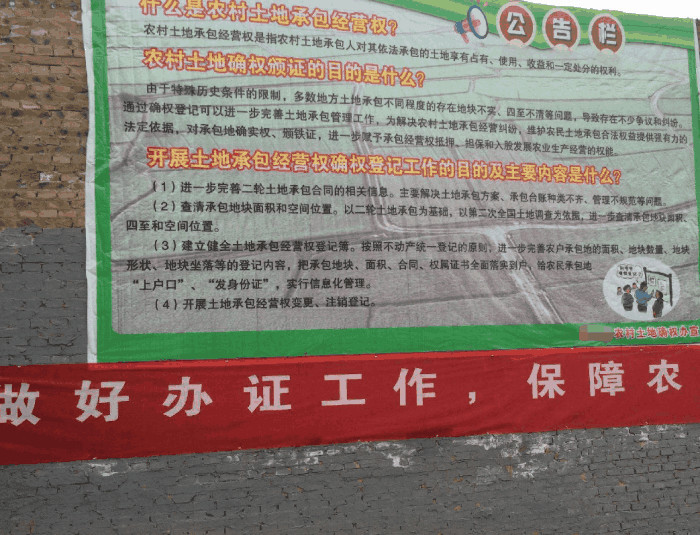 什么是农村土地承包经营权?
公告栏
农村土地承包经营权是指农村土地承包人对其依法承包的土地享有占有、使用、收益和一定处分的权利。
农村土地确权颁证的目的是什么?
由于特殊历史条件的限制,多数地方土地承包不同程度的存在地块不实、四至不清等问题,导致存在不少争议和纠纷。
通过确权登记可以进一步完善土地承包管理工作,为解决农村土地承包经营纠纷,维护农民土地承包合法权益提供强有力的
法定依据,对承包地确实权、颁铁证,进一步赋予承包经营权抵押、担保和入股发展农业生产经营的权能。
开展土地承包经营权确权登记工作的目的及主要内容是什么?
(1)进一步完善二轮土地承包合同的相关信息。主要解决土地承包方案、承包台账种类不齐、管理不规范等问题。
(2)查清承包地块面积和空间位置。以二轮土地承包为基础,以第二次全国土地调查为依据,进一步查清承包地块面积、
四至和空间位置。
(3)建立健全土地承包经营权登记簿。按照不动产统一登记的原则,进一步完善农户承包地的面积、地块数量、地块
形状、地块坐落等的登记内容,把承包地块、面积、合同、权属证书全面落实到户,给农民承包地
“上户口”、“发身份证”,实行信息化管理。
(4)开展土地承包经营权变更、注销登记。
农村土地确权办宣
做好办证工作,保障农